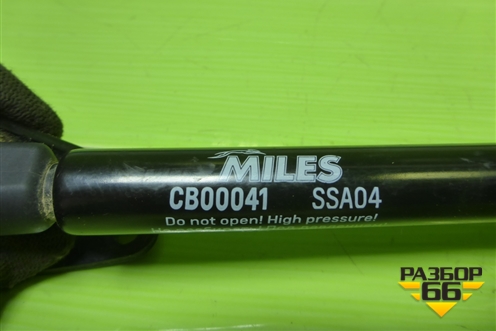 MILES
CB00041 SSA04
Do not open! High pressure!
РАЗБОР
66